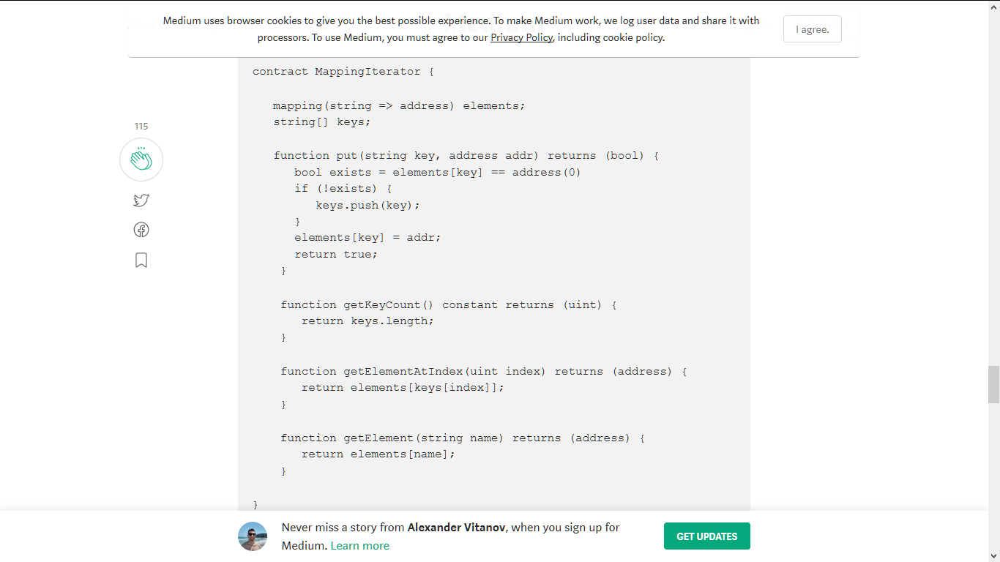 Medium uses browser cookies to give you the best possible experience. To make Medium work, we log user data and share it with
processors. To use Medium, you must agree to our Privacy Policy, including cookie policy.
I agree.
contract MappingIterator {
mapping(string => address) elements;
string[] keys;
115
function put(string key, address addr) returns (bool) {
bool exists = elements[key] == address(0)
if (!exists) {
keys.push(key);
}
elements[key] = addr;
return true;
}
function getKeyCount() constant returns (uint) {
return keys.length;
}
function getElementAtIndex(uint index) returns (address) {
return elements[keys[index]];
}
function getElement(string name) returns (address) {
return elements[name];
}
}
Never miss a story from Alexander Vitanov, when you sign up for
Medium. Learn more
GET UPDATES